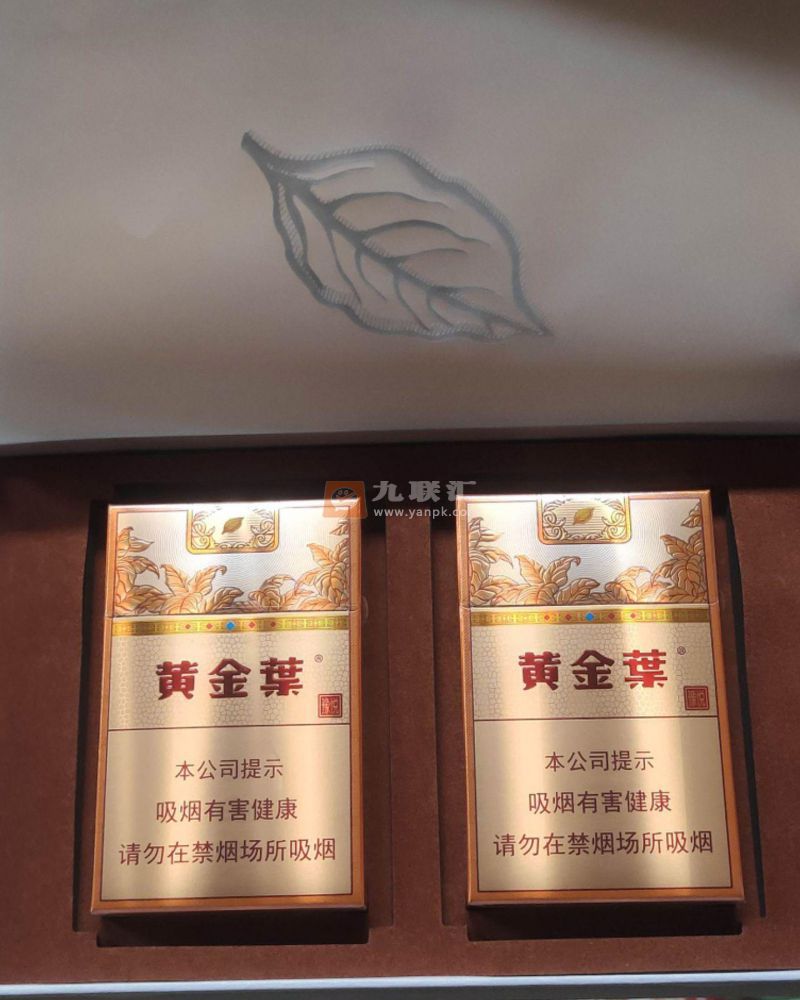 九联汇
www.yanpk.co
黄金葉®
本公司提示
吸烟有害健康
请勿在禁烟场所吸烟
黄金葉®
本公司提示
吸烟有害健康
请勿在禁烟场所吸烟